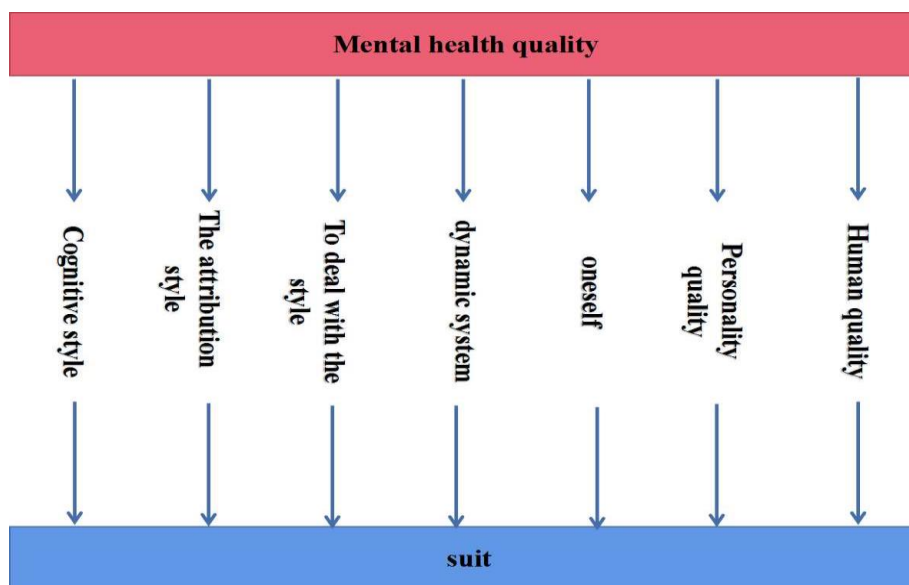 Mental health quality
Cognitive style
The attribution
style
To deal with the
style
dynamic system
oneself
Personality
quality
Human quality
suit